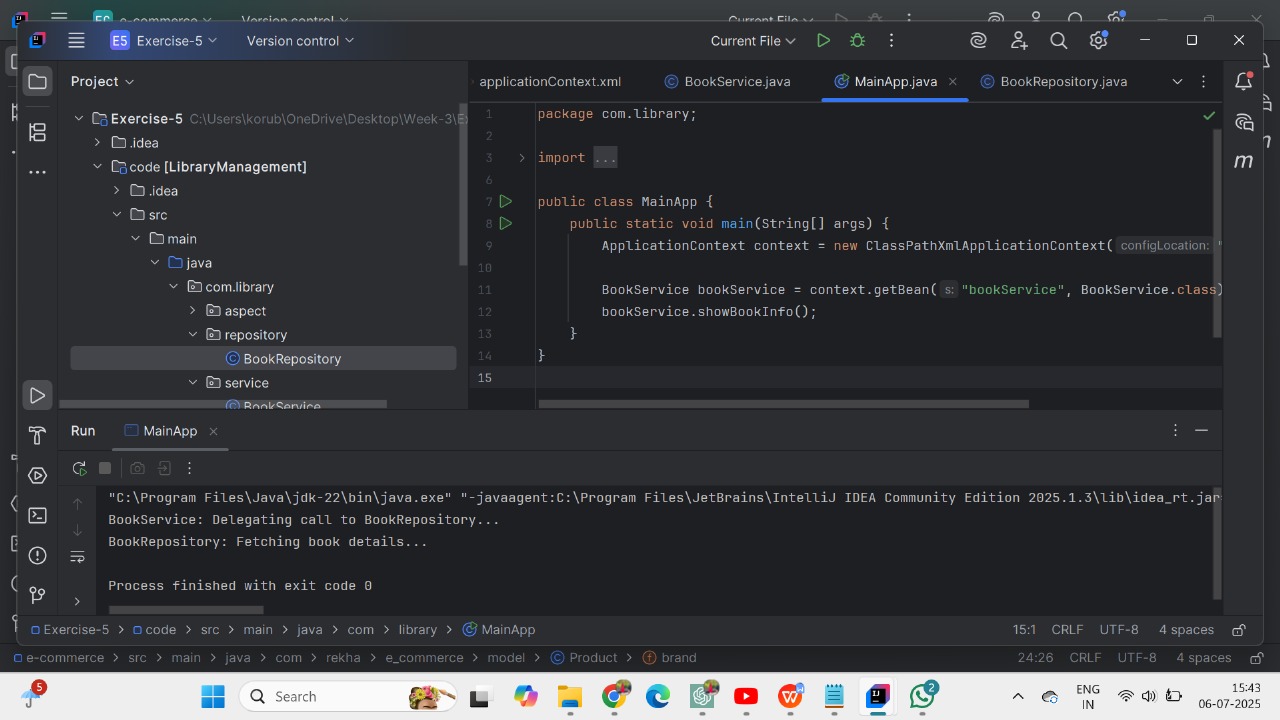 e-commerce Version control Current File
E5 Exercise-5 Version control Current File
Project
applicationContext.xml BookService.java MainApp.java BookRepository.java
Exercise-5 C:\Users\korub\OneDrive\Desktop\Week-3\E
.idea
code [LibraryManagement]
.idea
src
main
java
com.library
aspect
repository
BookRepository
service
BookService
1 package com.library;
2
3 import ...
6
7 public class MainApp {
8 public static void main(String[] args) {
9 ApplicationContext context = new ClassPathXmlApplicationContext( configLocation: "
10
11 BookService bookService = context.getBean( s: "bookService", BookService.class)
12 bookService.showBookInfo();
13 }
14 }
15
Run MainApp
"C:\Program Files\Java\jdk-22\bin\java.exe" "-javaagent:C:\Program Files\JetBrains\IntelliJ IDEA Community Edition 2025.1.3\lib\idea_rt.jar
BookService: Delegating call to BookRepository...
BookRepository: Fetching book details...
Process finished with exit code 0
Exercise-5 > code > src > main > java > com > library > MainApp 15:1 CRLF UTF-8 4 spaces
e-commerce > src > main > java > com > rekha > e_commerce > model > Product > brand 24:26 CRLF UTF-8 4 spaces
5 Search 2 ENG IN 15:43 06-07-2025